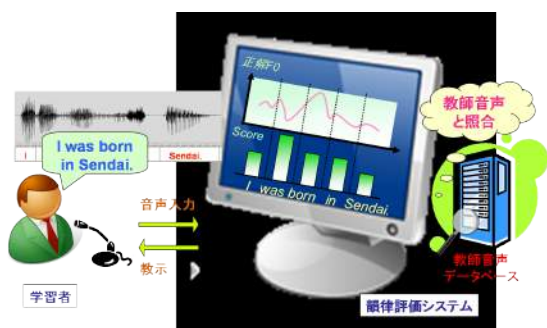 正解F0
教師音声
と照合
I was born
in Sendai.
I
Sendai.
Score
I was born in Sendai.
音声入力
教示
教師音声
データベース
学習者
韻律評価システム